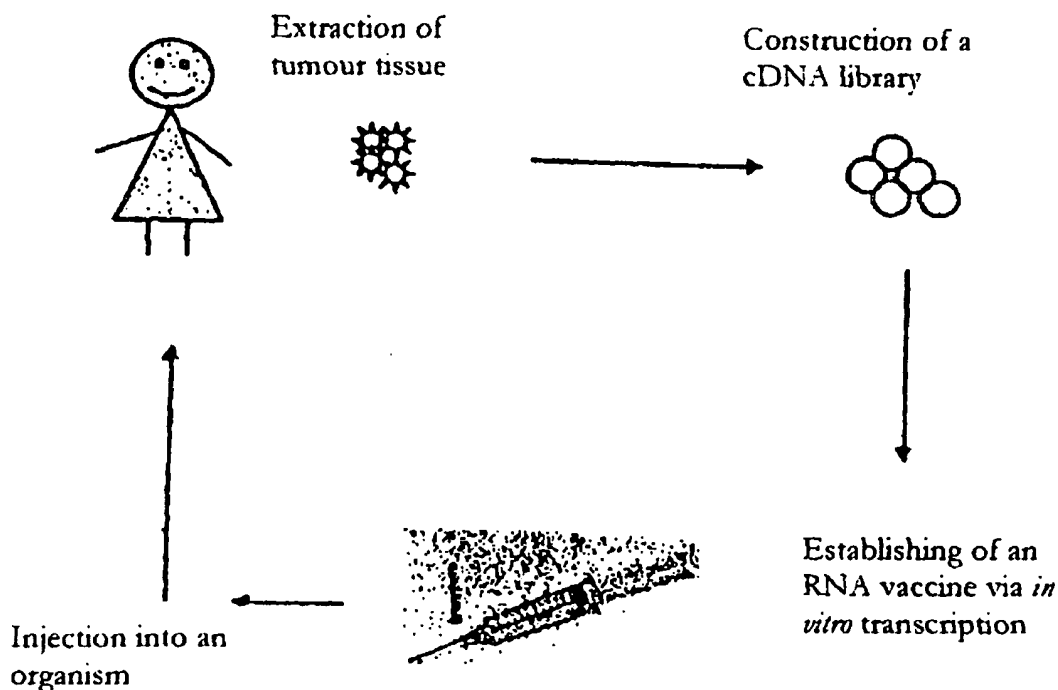 Extraction of
tumour tissue
Construction of a
cDNA library
Establishing of an
RNA vaccine via in
vitro transcription
Injection into an
organism